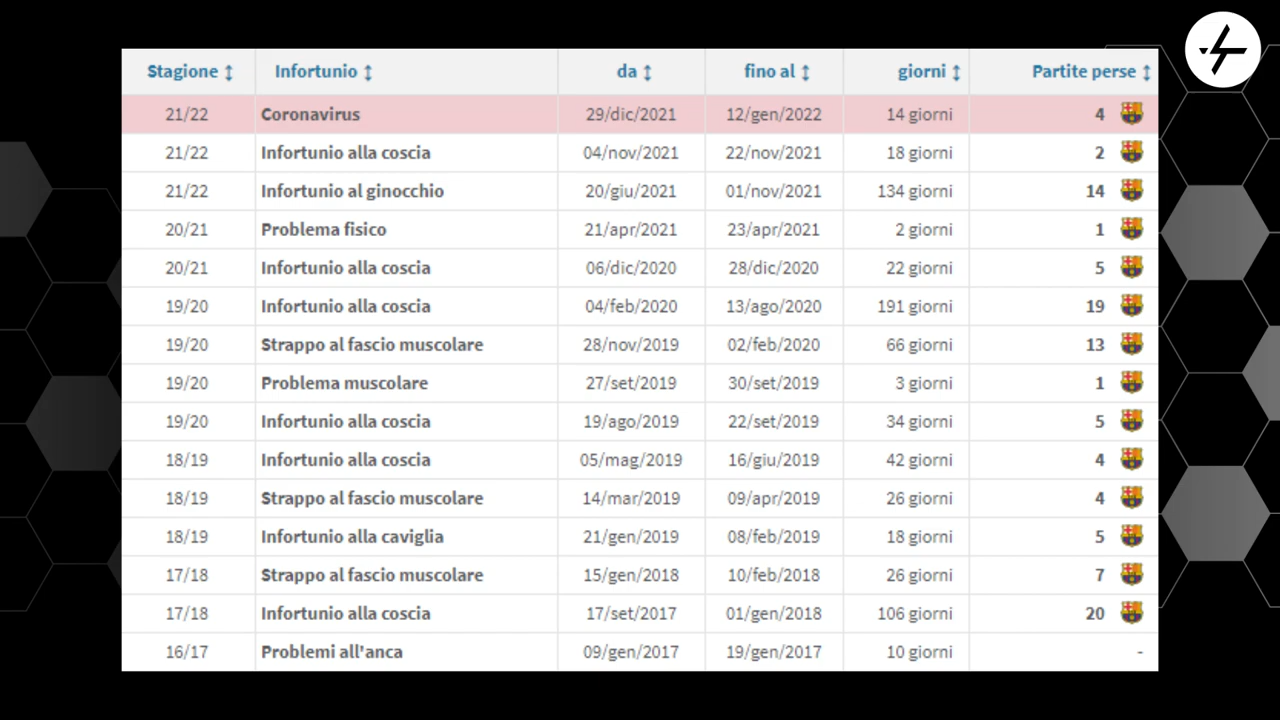 Stagione ↕ Infortunio ↕ da ↕ fino al ↕ giorni ↕ Partite perse ↕
21/22 Coronavirus 29/dic/2021 12/gen/2022 14 giorni 4
21/22 Infortunio alla coscia 04/nov/2021 22/nov/2021 18 giorni 2
21/22 Infortunio al ginocchio 20/giu/2021 01/nov/2021 134 giorni 14
20/21 Problema fisico 21/apr/2021 23/apr/2021 2 giorni 1
20/21 Infortunio alla coscia 06/dic/2020 28/dic/2020 22 giorni 5
19/20 Infortunio alla coscia 04/feb/2020 13/ago/2020 191 giorni 19
19/20 Strappo al fascio muscolare 28/nov/2019 02/feb/2020 66 giorni 13
19/20 Problema muscolare 27/set/2019 30/set/2019 3 giorni 1
19/20 Infortunio alla coscia 19/ago/2019 22/set/2019 34 giorni 5
18/19 Infortunio alla coscia 05/mag/2019 16/giu/2019 42 giorni 4
18/19 Strappo al fascio muscolare 14/mar/2019 09/apr/2019 26 giorni 4
18/19 Infortunio alla caviglia 21/gen/2019 08/feb/2019 18 giorni 5
17/18 Strappo al fascio muscolare 15/gen/2018 10/feb/2018 26 giorni 7
17/18 Infortunio alla coscia 17/set/2017 01/gen/2018 106 giorni 20
16/17 Problemi all'anca 09/gen/2017 19/gen/2017 10 giorni -